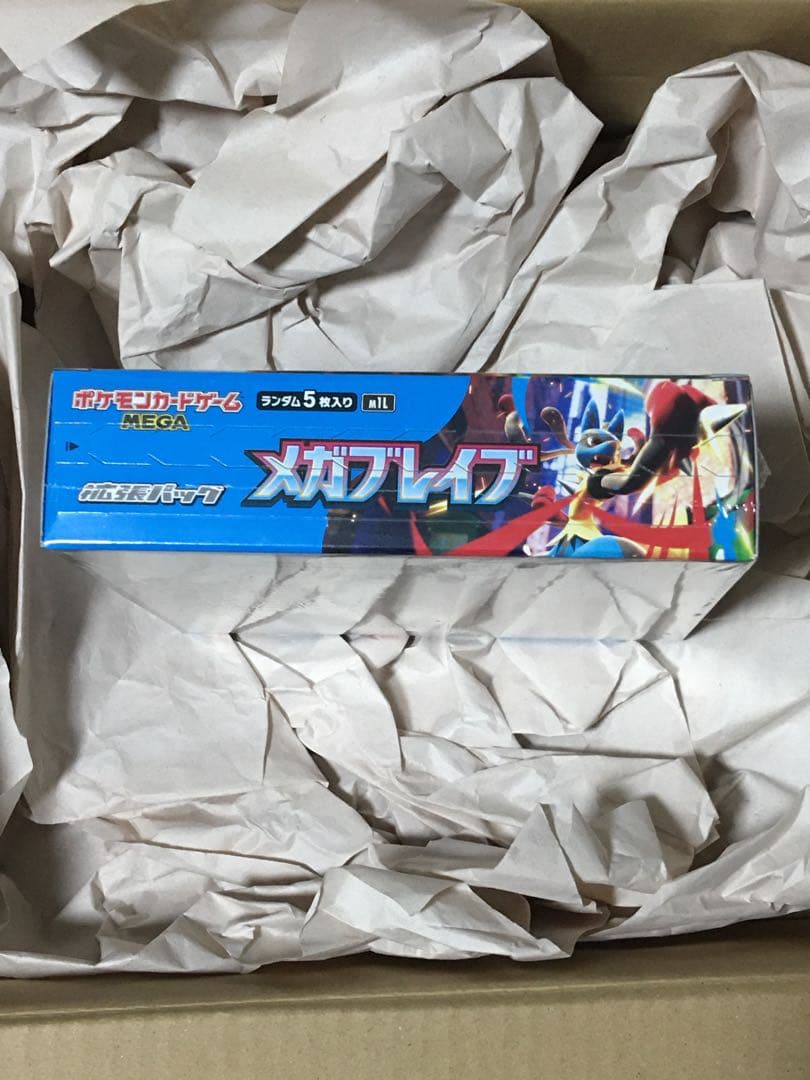 ポケモンカードゲーム
MEGA
ランダム5枚入り
M1L
拡張パック
メガブレイブ